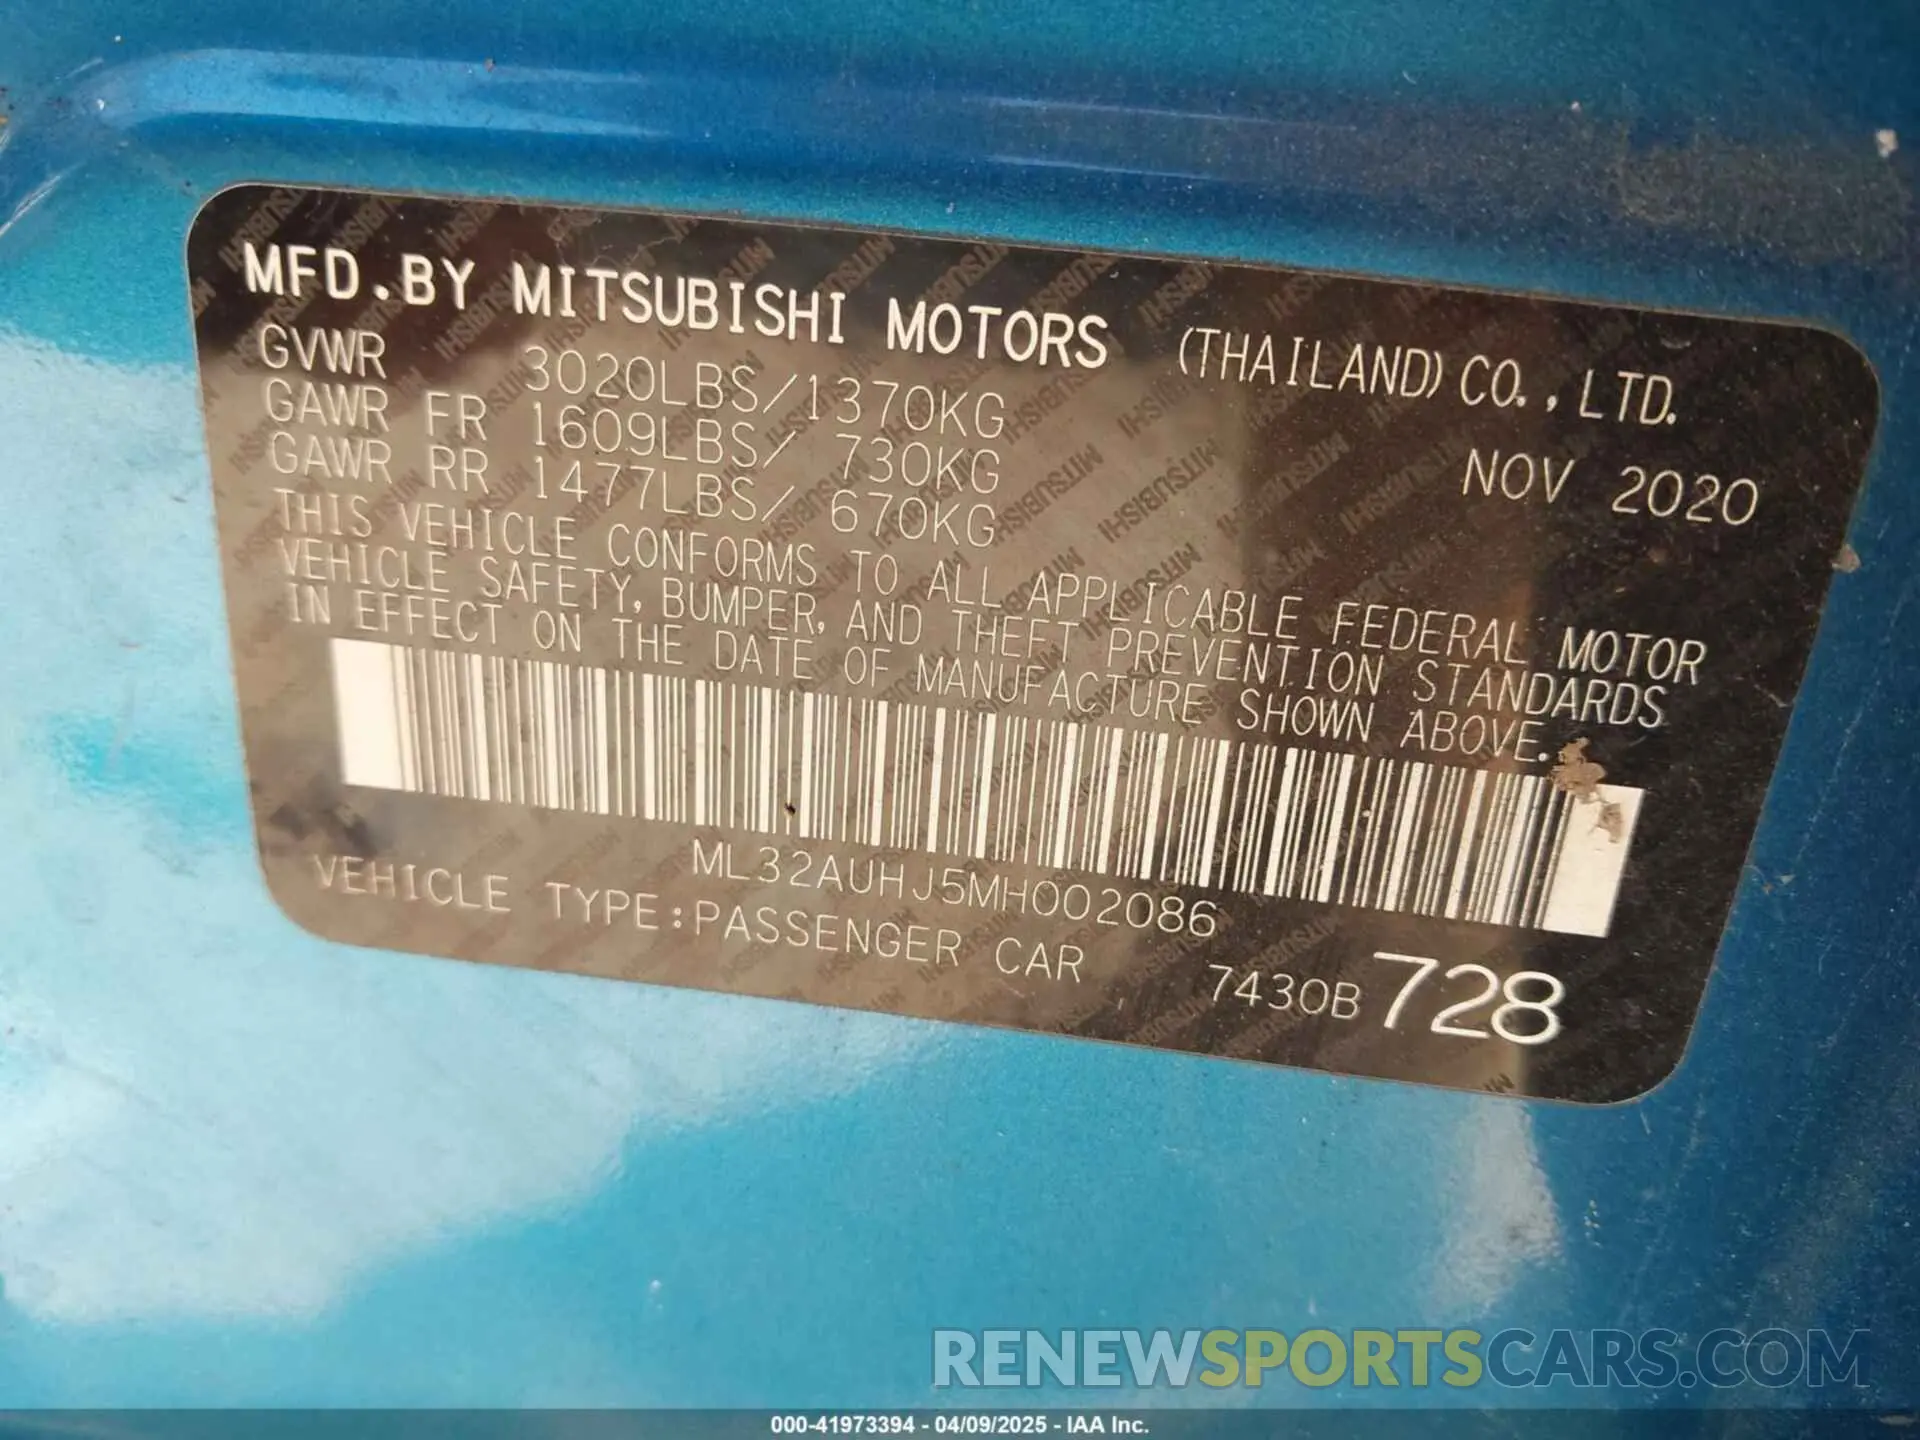 MFD.BY MITSUBISHI MOTORS (THAILAND) CO.,LTD.
GVWR 3020LBS/1370KG
GAWR FR 1609LBS/ 730KG NOV 2020
GAWR RR 1477LBS/ 670KG
THIS VEHICLE CONFORMS TO ALL APPLICABLE FEDERAL MOTOR
VEHICLE SAFETY, BUMPER, AND THEFT PREVENTION STANDARDS
IN EFFECT ON THE DATE OF MANUFACTURE SHOWN ABOVE.
ML32AUHJ5MH002086
VEHICLE TYPE:PASSENGER CAR 7430B 728
RENEWSPORTSCARS.COM
000-41973394 - 04/09/2025 - IAA Inc.